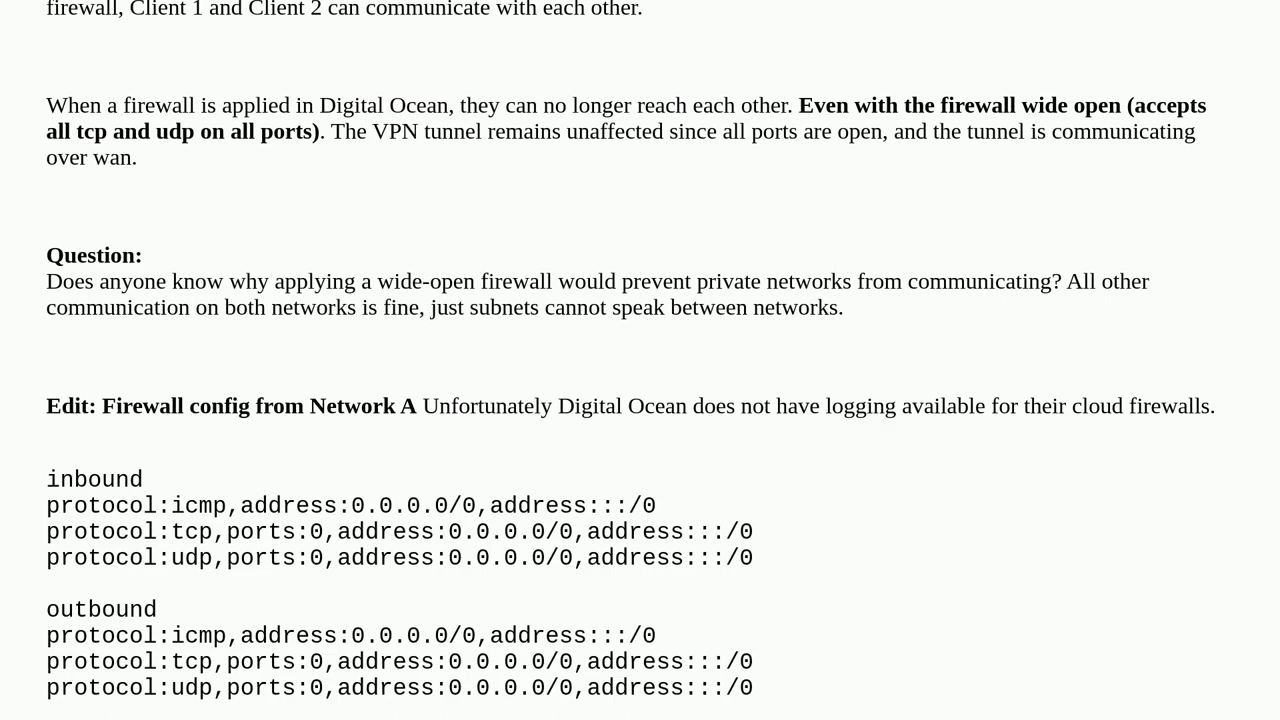 firewall, Client 1 and Client 2 can communicate with each other.
When a firewall is applied in Digital Ocean, they can no longer reach each other. Even with the firewall wide open (accepts
all tcp and udp on all ports). The VPN tunnel remains unaffected since all ports are open, and the tunnel is communicating
over wan.
Question:
Does anyone know why applying a wide-open firewall would prevent private networks from communicating? All other
communication on both networks is fine, just subnets cannot speak between networks.
Edit: Firewall config from Network A Unfortunately Digital Ocean does not have logging available for their cloud firewalls.
inbound
protocol:icmp,address:0.0.0.0/0,address:::/0
protocol:tcp,ports:0,address:0.0.0.0/0,address:::/0
protocol:udp,ports:0,address:0.0.0.0/0,address:::/0
outbound
protocol:icmp,address:0.0.0.0/0,address:::/0
protocol:tcp,ports:0,address:0.0.0.0/0,address:::/0
protocol:udp,ports:0,address:0.0.0.0/0,address:::/0